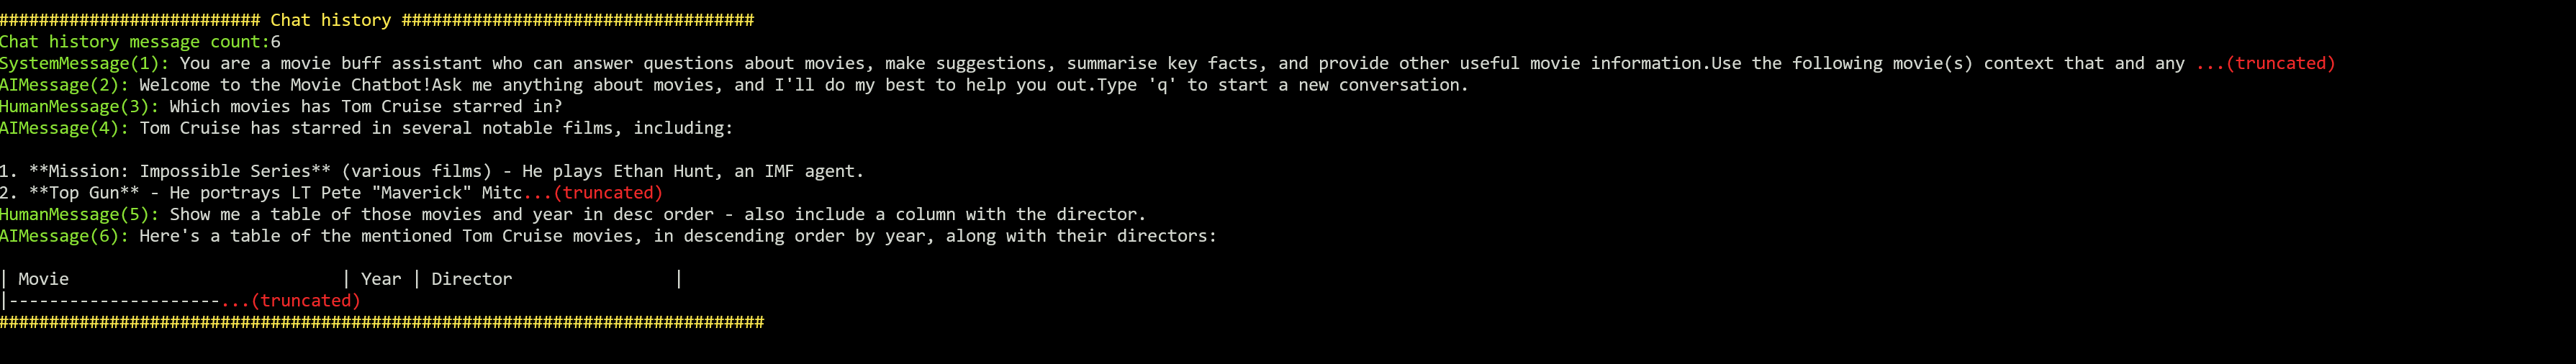 ########################## Chat history ###################################
Chat history message count:6
SystemMessage(1): You are a movie buff assistant who can answer questions about movies, make suggestions, summarise key facts, and provide other useful movie information.Use the following movie(s) context that and any ...(truncated)
AIMessage(2): Welcome to the Movie Chatbot!Ask me anything about movies, and I'll do my best to help you out.Type 'q' to start a new conversation.
HumanMessage(3): Which movies has Tom Cruise starred in?
AIMessage(4): Tom Cruise has starred in several notable films, including:
1. **Mission: Impossible Series** (various films) - He plays Ethan Hunt, an IMF agent.
2. **Top Gun** - He portrays LT Pete "Maverick" Mitc...(truncated)
HumanMessage(5): Show me a table of those movies and year in desc order - also include a column with the director.
AIMessage(6): Here's a table of the mentioned Tom Cruise movies, in descending order by year, along with their directors:
| Movie                           | Year | Director                |
|---------------------...(truncated)
############################################################################